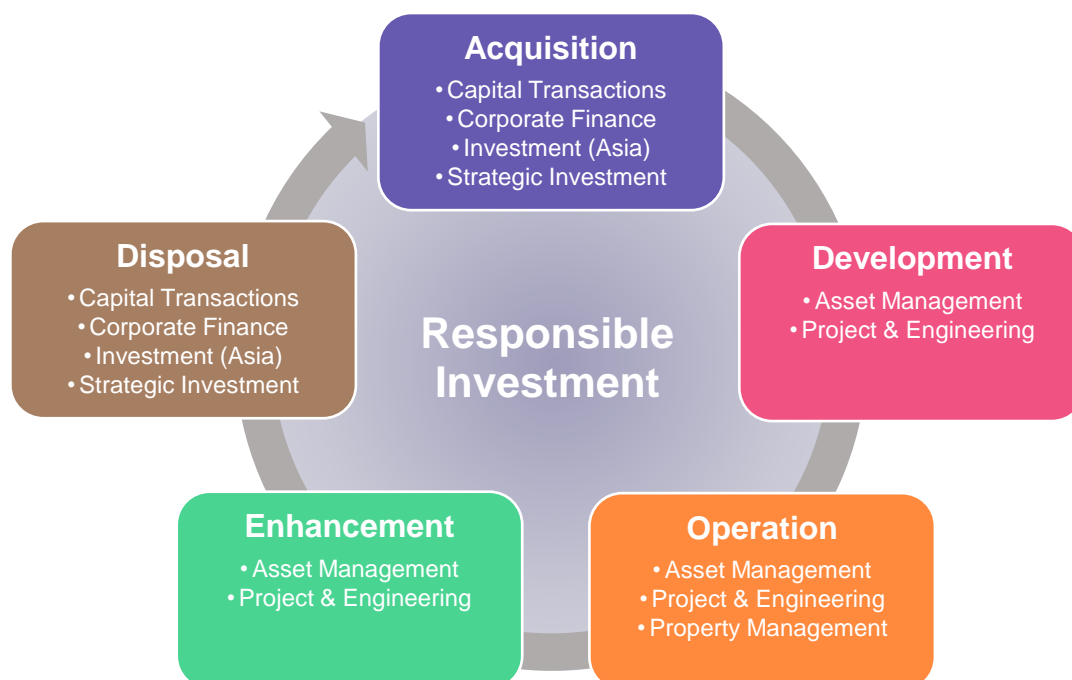 Acquisition
• Capital Transactions
• Corporate Finance
• Investment (Asia)
• Strategic Investment
Disposal
• Capital Transactions
• Corporate Finance
• Investment (Asia)
• Strategic Investment
Development
• Asset Management
• Project & Engineering
Responsible
Investment
Enhancement
• Asset Management
• Project & Engineering
Operation
• Asset Management
• Project & Engineering
• Property Management